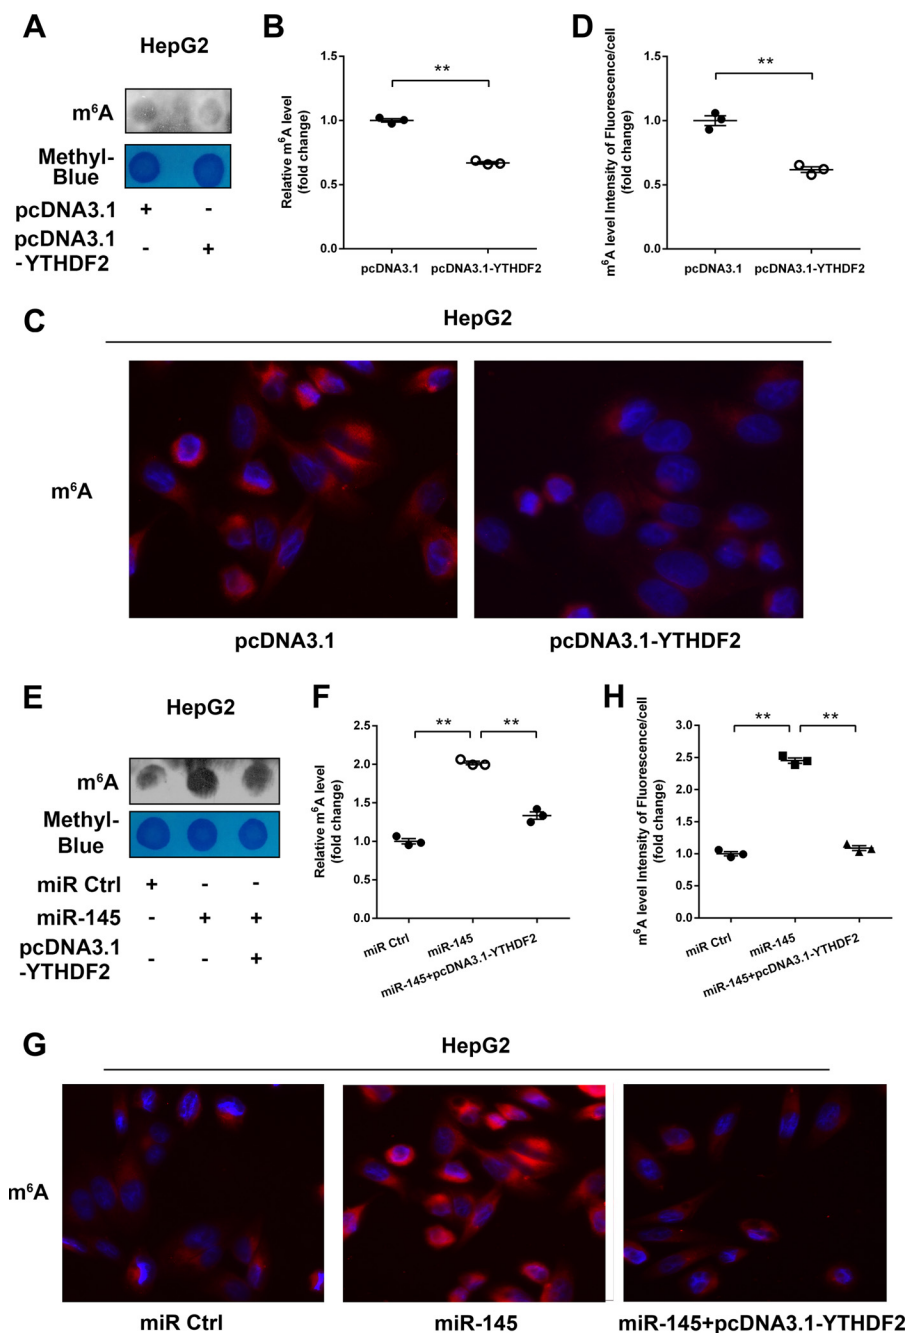 A
HepG2
m⁶A
Methyl-
Blue
pcDNA3.1
+
-
pcDNA3.1
-YTHDF2
-
+
B
Relative m⁶A level
(fold change)
1.5
1.0
0.5
0.0
**
pcDNA3.1
pcDNA3.1-YTHDF2
D
m⁶A level Intensity of Fluorescence/cell
(fold change)
1.5
1.0
0.5
0.0
**
pcDNA3.1
pcDNA3.1-YTHDF2
C
HepG2
m⁶A
pcDNA3.1
pcDNA3.1-YTHDF2
E
HepG2
m⁶A
Methyl-
Blue
miR Ctrl
+
-
-
miR-145
-
+
+
pcDNA3.1
-YTHDF2
-
-
+
F
Relative m⁶A level
(fold change)
2.5
2.0
1.5
1.0
0.5
0.0
**
**
miR Ctrl
miR-145
miR-145+pcDNA3.1-YTHDF2
H
m⁶A level Intensity of Fluorescence/cell
(fold change)
3.0
2.5
2.0
1.5
1.0
0.5
0.0
**
**
miR Ctrl
miR-145
miR-145+pcDNA3.1-YTHDF2
G
HepG2
m⁶A
miR Ctrl
miR-145
miR-145+pcDNA3.1-YTHDF2